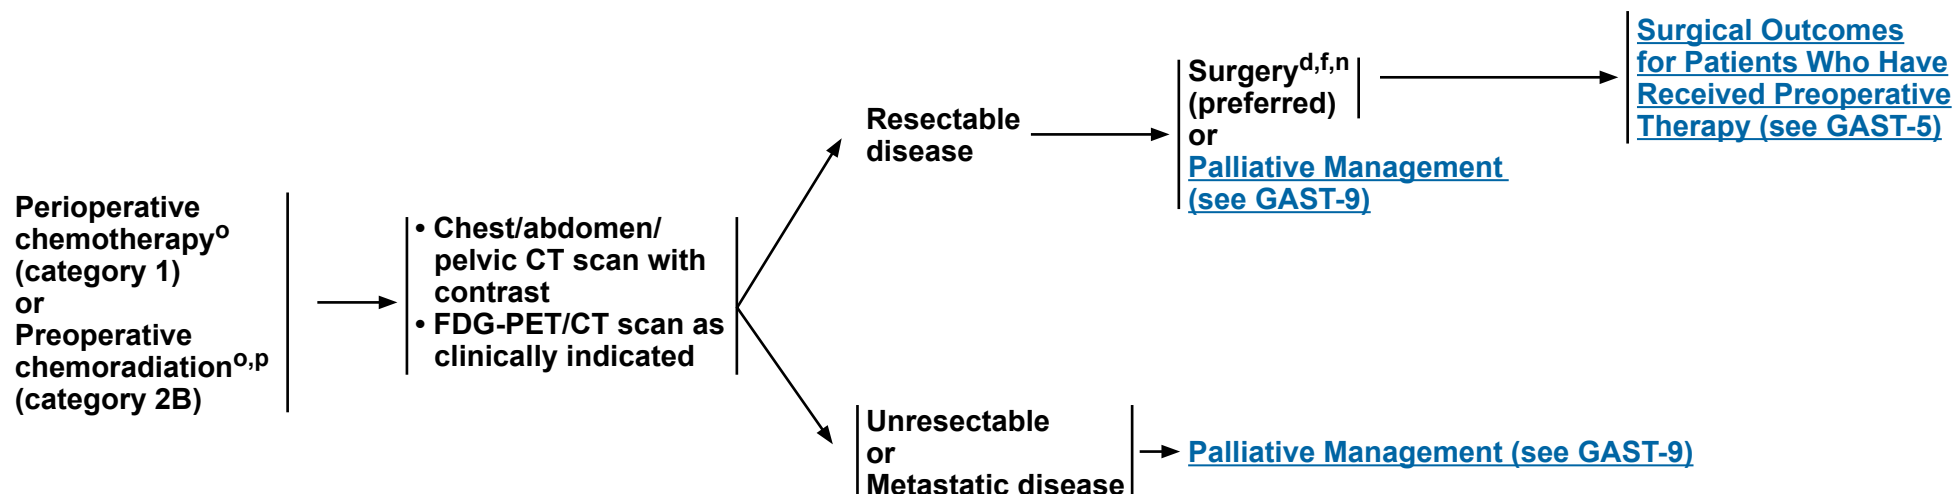 Perioperative
chemotherapyo
(category 1)
or
Preoperative
chemoradiationo,p
(category 2B)
• Chest/abdomen/
pelvic CT scan with
contrast
• FDG-PET/CT scan as
clinically indicated
Resectable
disease
Surgeryd,f,n
(preferred)
or
Palliative Management
(see GAST-9)
Surgical Outcomes
for Patients Who Have
Received Preoperative
Therapy (see GAST-5)
Unresectable
or
Metastatic disease
Palliative Management (see GAST-9)